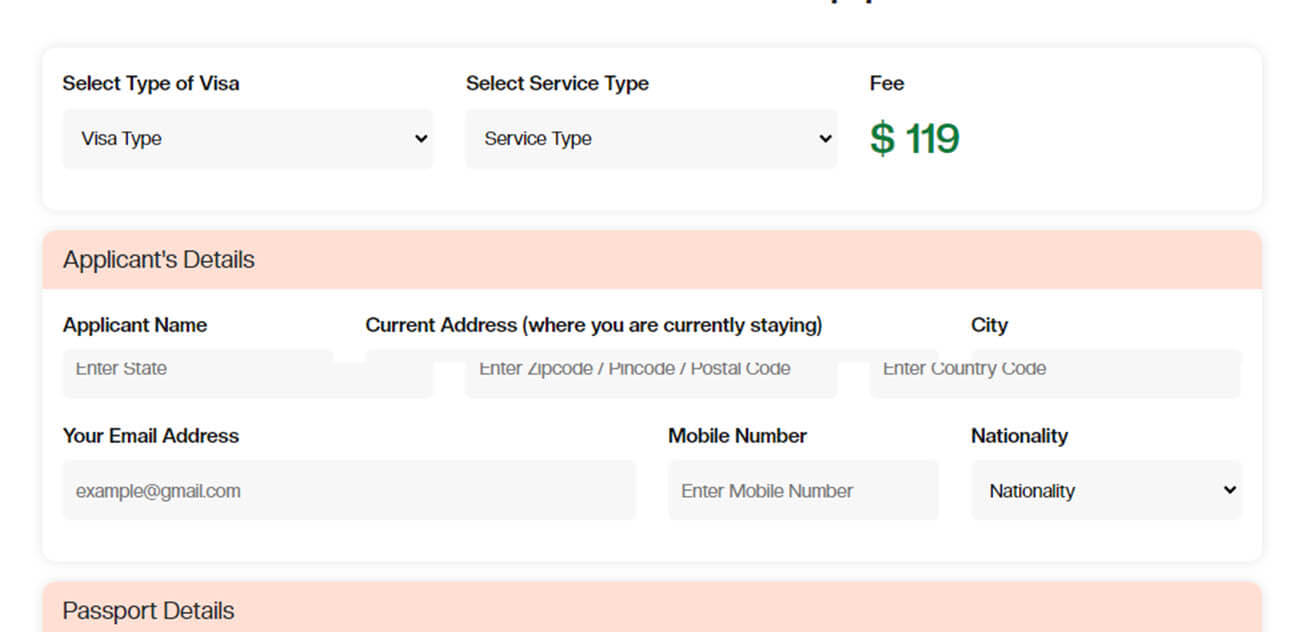 Select Type of Visa Select Service Type Fee
Visa Type Service Type $ 119
Applicant's Details
Applicant Name Current Address (where you are currently staying) City
Enter State Enter Zipcode / Pincode / Postal Code Enter Country Code
Your Email Address Mobile Number Nationality
example@gmail.com Enter Mobile Number Nationality
Passport Details